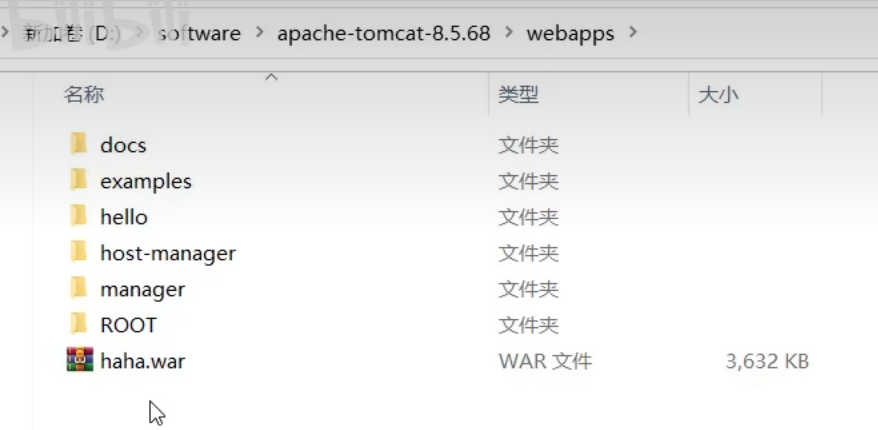 bilibili
新加卷 (D:) > software > apache-tomcat-8.5.68 > webapps >
名称 类型 大小
docs 文件夹
examples 文件夹
hello 文件夹
host-manager 文件夹
manager 文件夹
ROOT 文件夹
haha.war WAR 文件 3,632 KB